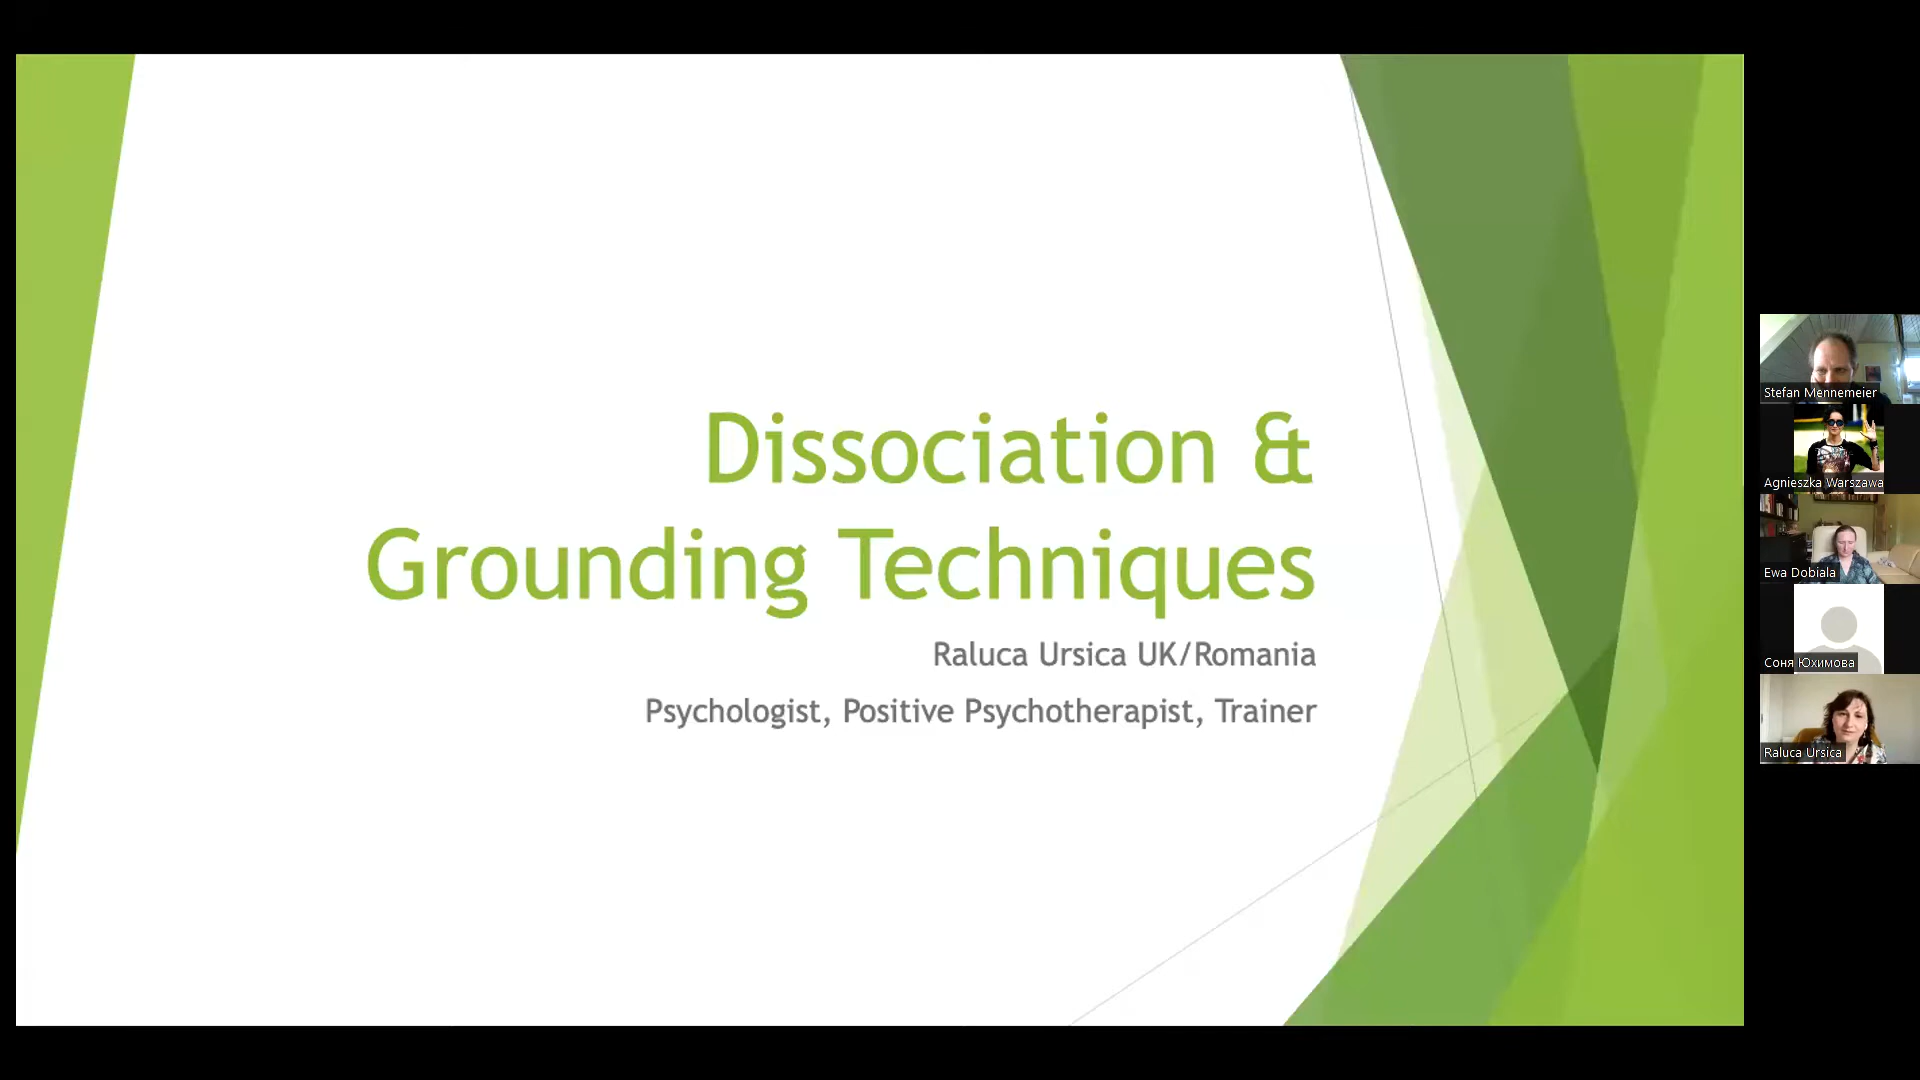 Dissociation &
Grounding Techniques
Raluca Ursica UK/Romania
Psychologist, Positive Psychotherapist, Trainer
Stefan Mennemeier
Agnieszka Warszawa
Ewa Dobiala
Соня Юхимова
Raluca Ursica